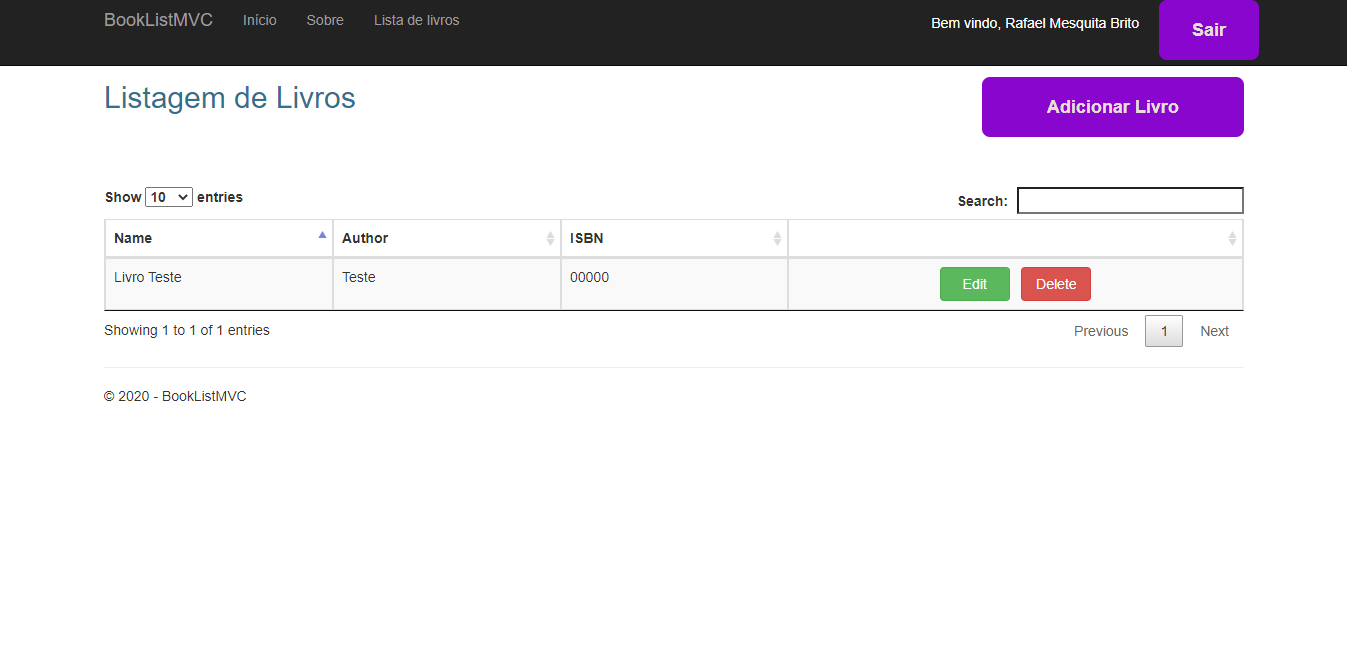 BookListMVC Início Sobre Lista de livros Bem vindo, Rafael Mesquita Brito Sair
Listagem de Livros Adicionar Livro
Show 10 entries Search:
Name Author ISBN
Livro Teste Teste 00000 Edit Delete
Showing 1 to 1 of 1 entries Previous 1 Next
© 2020 - BookListMVC